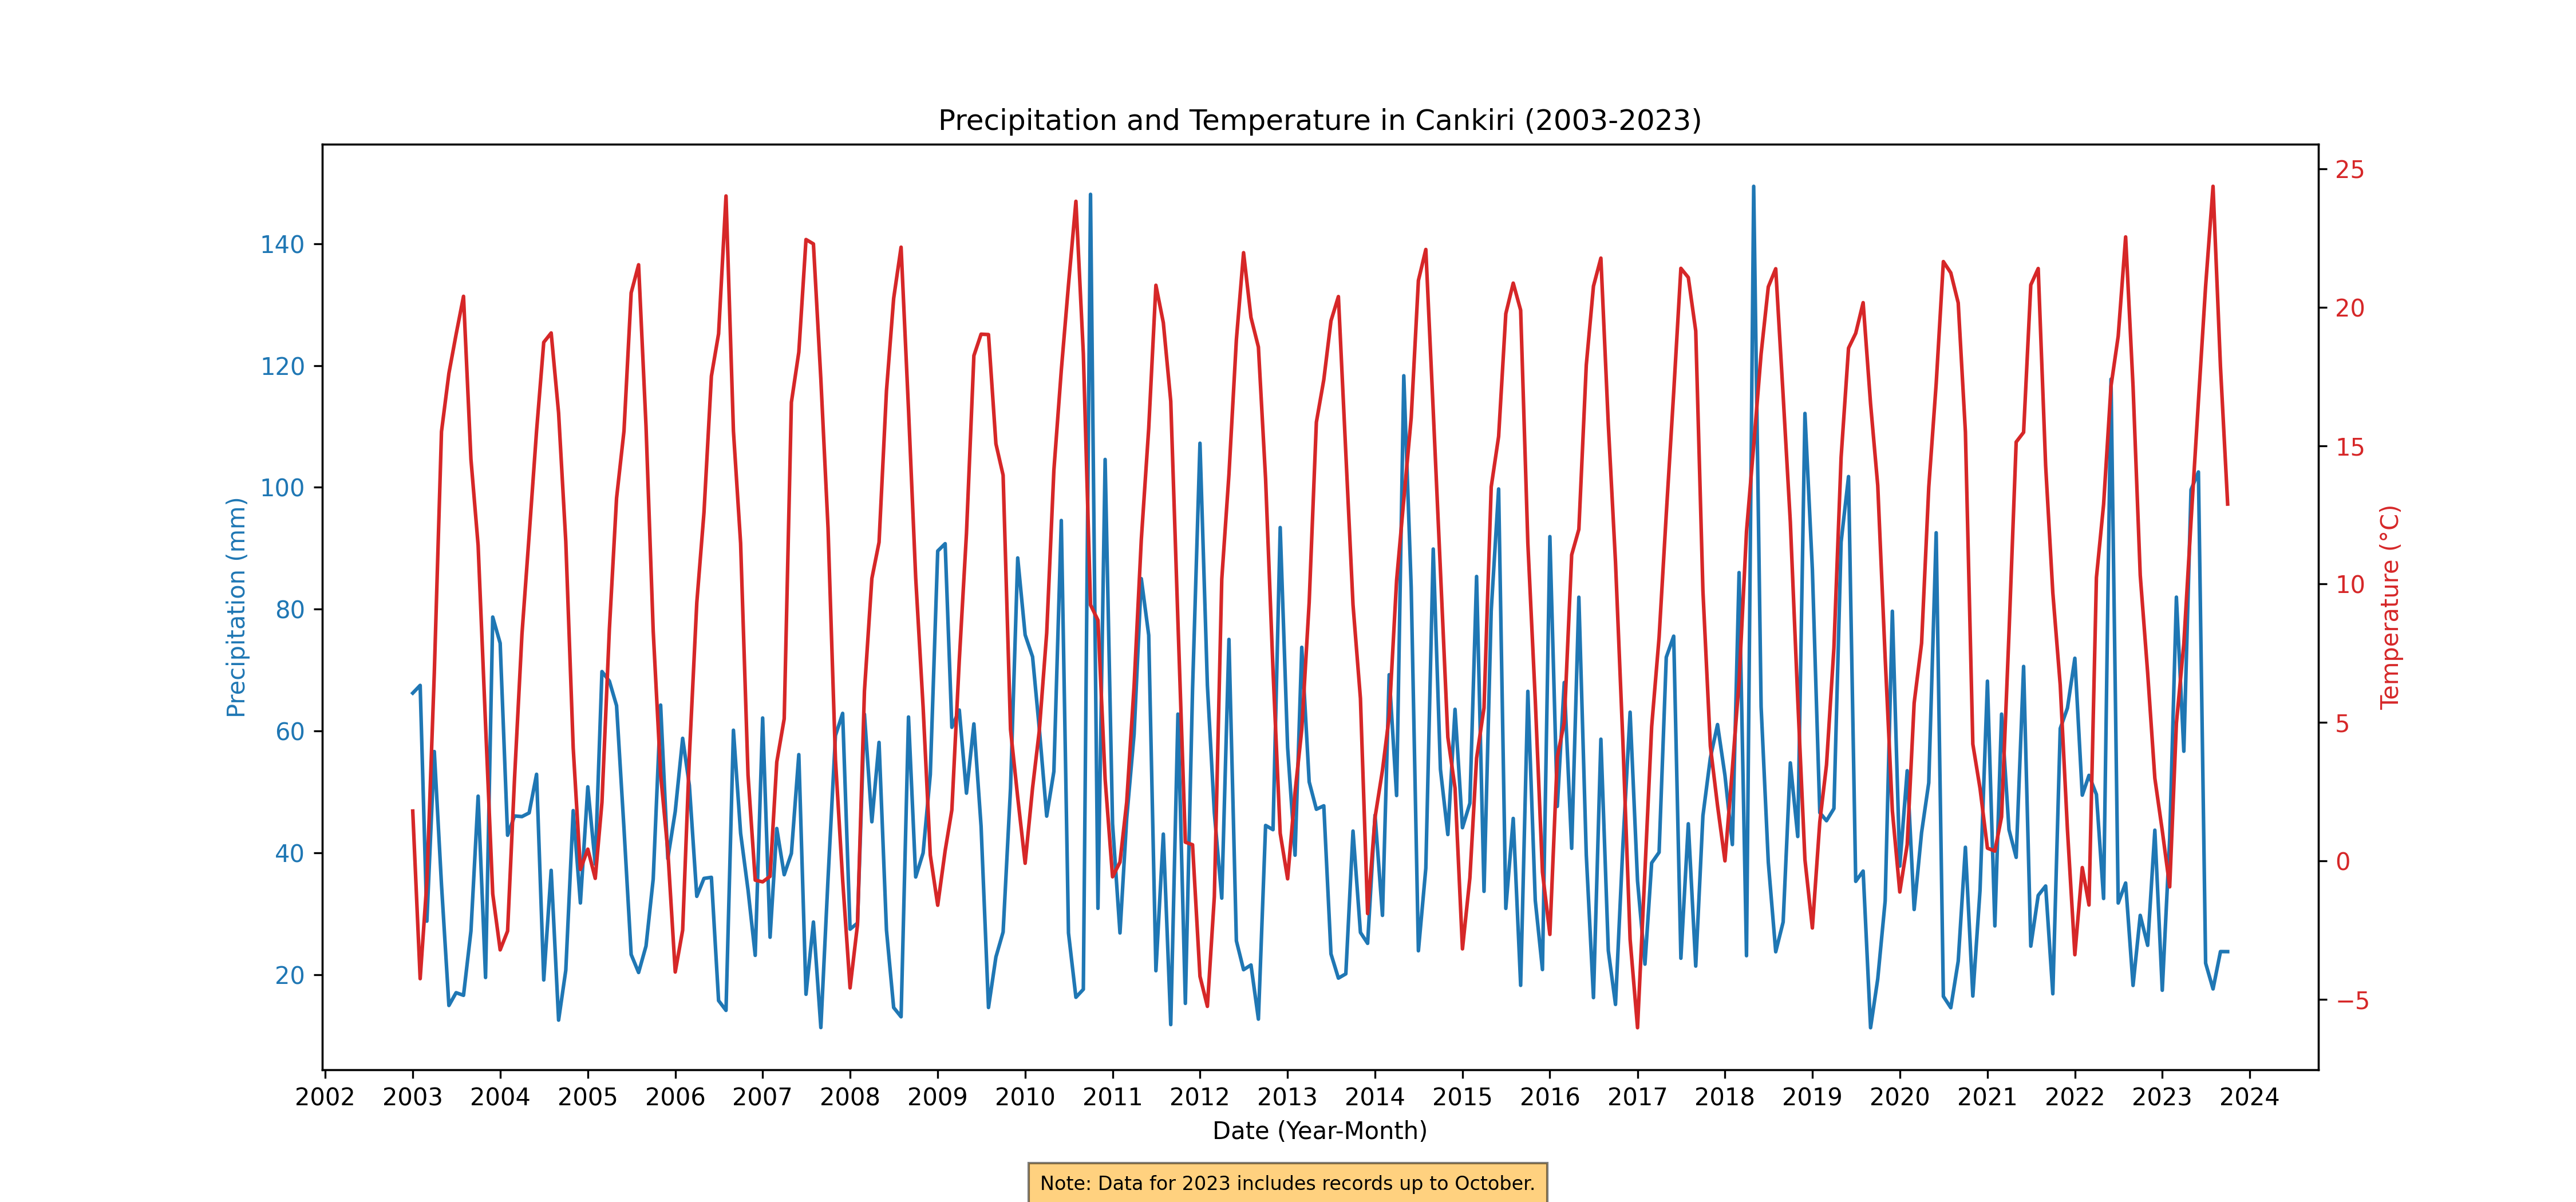 Precipitation and Temperature in Cankiri (2003-2023)
Precipitation (mm)
140
120
100
80
60
40
20
25
20
15
10
5
0
−5
Temperature (°C)
2002 2003 2004 2005 2006 2007 2008 2009 2010 2011 2012 2013 2014 2015 2016 2017 2018 2019 2020 2021 2022 2023 2024
Date (Year-Month)
Note: Data for 2023 includes records up to October.